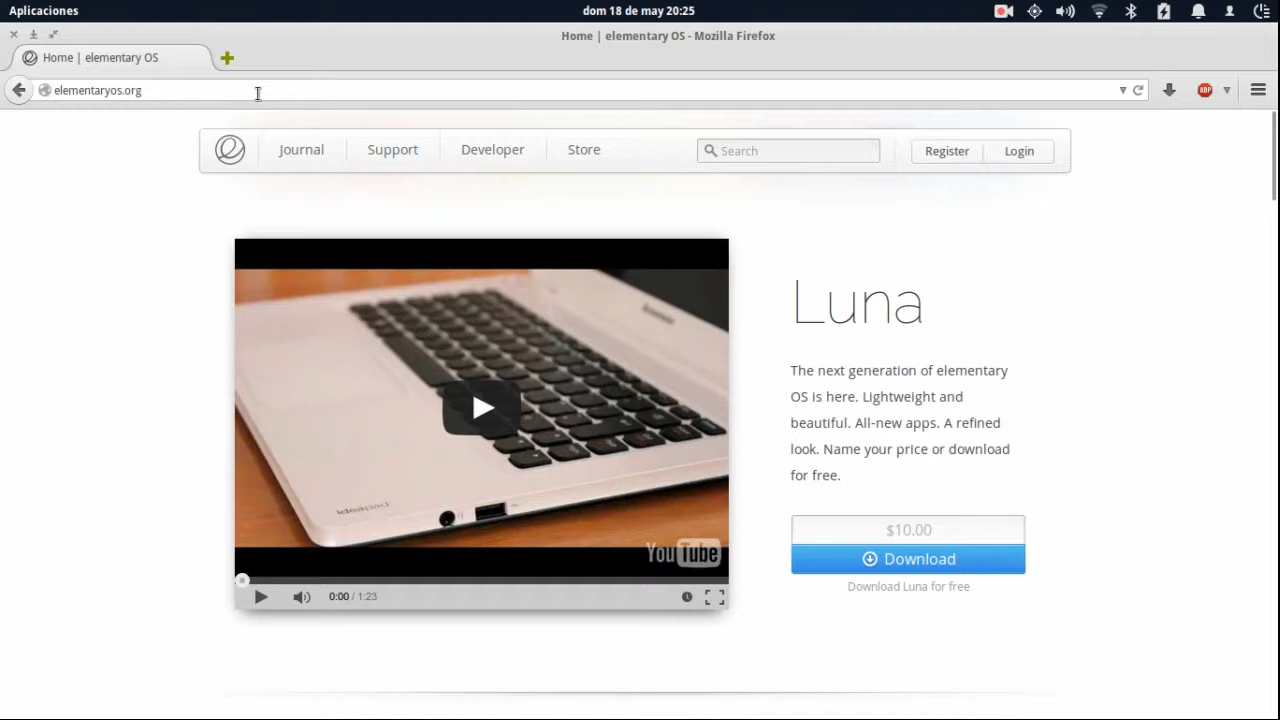 Aplicaciones
dom 18 de may 20:25
Home | elementary OS - Mozilla Firefox
Home | elementary OS
elementaryos.org
ABP
Journal
Support
Developer
Store
Search
Register
Login
Luna
The next generation of elementary
OS is here. Lightweight and
beautiful. All-new apps. A refined
look. Name your price or download
for free.
$10.00
Download
Download Luna for free
ideapad
YouTube
0:00 / 1:23